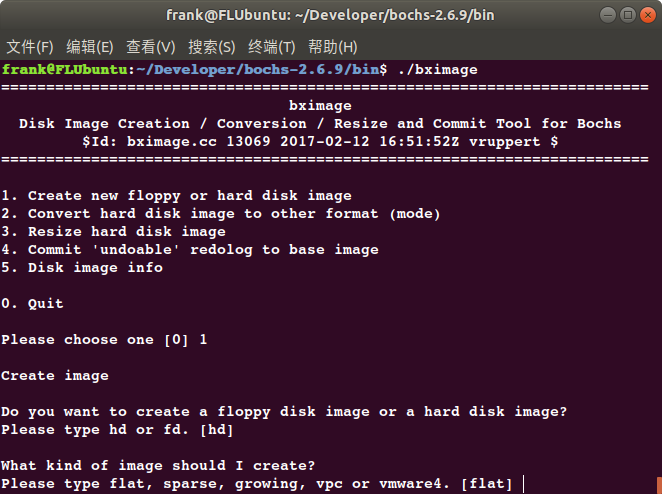 frank@FLUbuntu: ~/Developer/bochs-2.6.9/bin
文件(F) 编辑(E) 查看(V) 搜索(S) 终端(T) 帮助(H)
frank@FLUbuntu:~/Developer/bochs-2.6.9/bin$ ./bximage
========================================================================
bximage
Disk Image Creation / Conversion / Resize and Commit Tool for Bochs
$Id: bximage.cc 13069 2017-02-12 16:51:52Z vruppert $
========================================================================
1. Create new floppy or hard disk image
2. Convert hard disk image to other format (mode)
3. Resize hard disk image
4. Commit 'undoable' redolog to base image
5. Disk image info
0. Quit
Please choose one [0] 1
Create image
Do you want to create a floppy disk image or a hard disk image?
Please type hd or fd. [hd]
What kind of image should I create?
Please type flat, sparse, growing, vpc or vmware4. [flat]